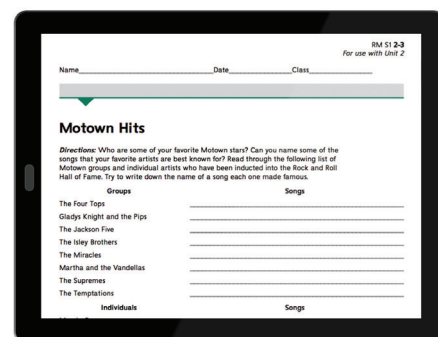 RM S1 2-3
For use with Unit 2
Name____________Date____________Class____________
Motown Hits
Directions: Who are some of your favorite Motown stars? Can you name some of the
songs that your favorite artists are best known for? Read through the following list of
Motown groups and individual artists who have been inducted into the Rock and Roll
Hall of Fame. Try to write down the name of a song each one made famous.
Groups Songs
The Four Tops
Gladys Knight and the Pips
The Jackson Five
The Isley Brothers
The Miracles
Martha and the Vandellas
The Supremes
The Temptations
Individuals Songs